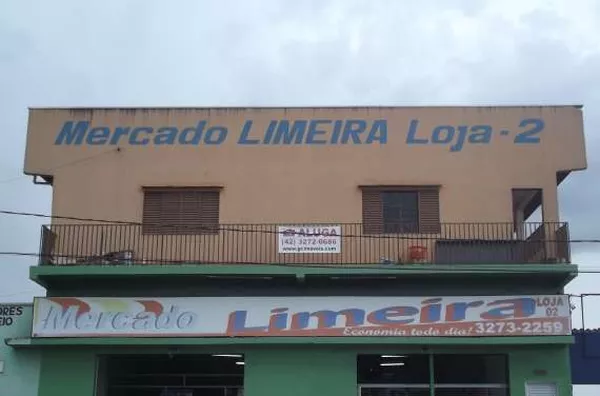 Mercado LIMEIRA Loja - 2
ALUGA
(42) 3272-0686
Mercado Limeira LOJA 02
Economia todo dia! 3273-2259